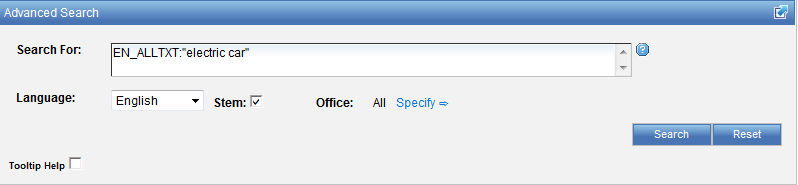 Advanced Search
Search For: EN_ALLTXT:"electric car"
Language: English Stem: Office: All Specify ⇨
Search Reset
Tooltip Help